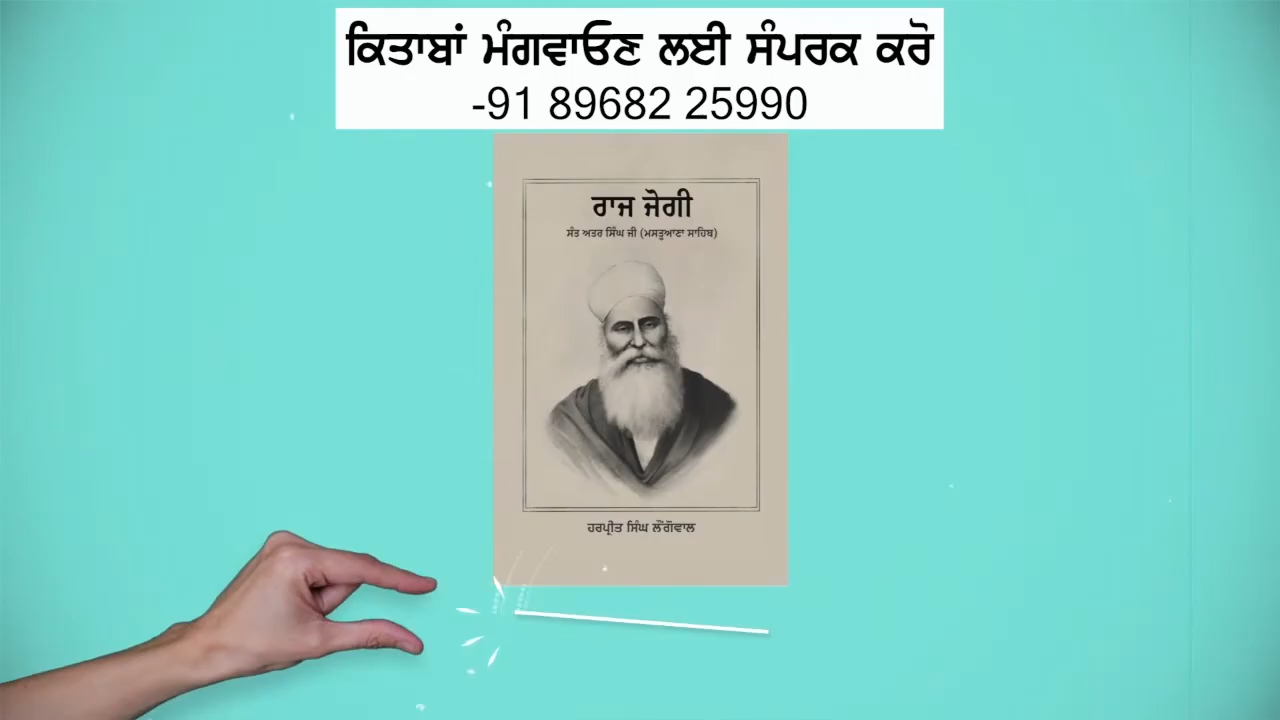 ਕਿਤਾਬਾਂ ਮੰਗਵਾਓਣ ਲਈ ਸੰਪਰਕ ਕਰੋ
-91 89682 25990
ਰਾਜ ਜੋਗੀ
ਸੰਤ ਅਤਰ ਸਿੰਘ ਜੀ (ਮਸਤੂਆਣਾ ਸਾਹਿਬ)
ਹਰਪ੍ਰੀਤ ਸਿੰਘ ਲੌਂਗੋਵਾਲ